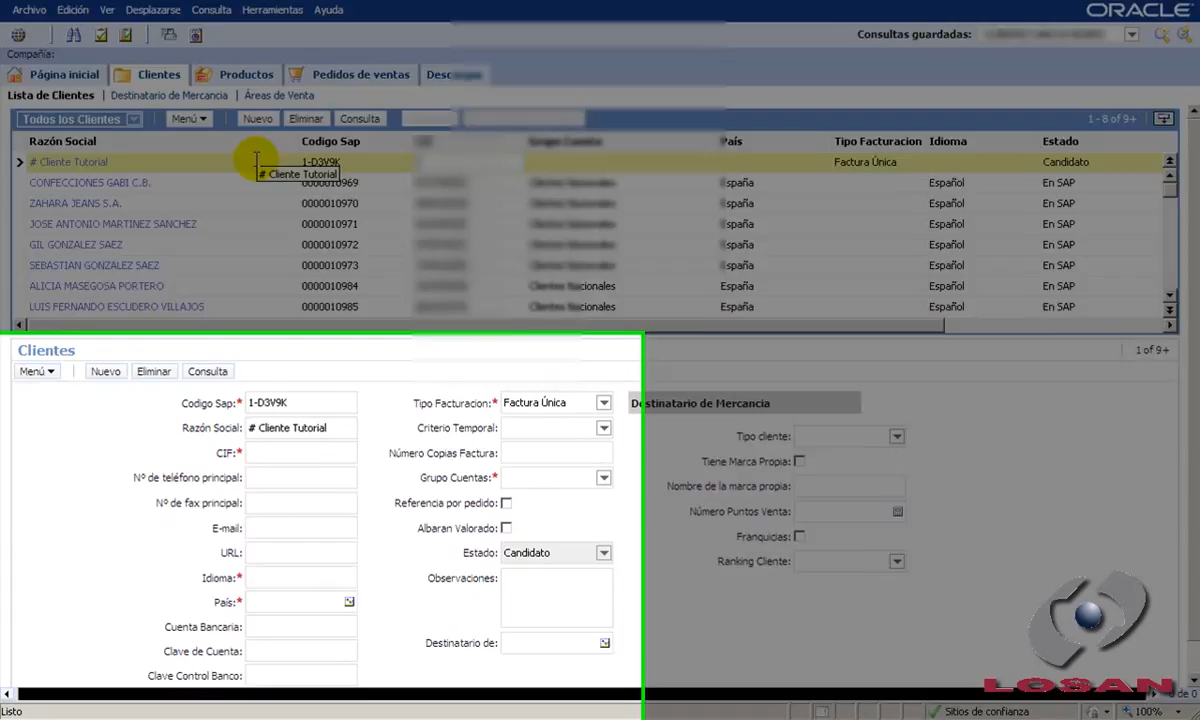 Archivo Edición Ver Desplazarse Consulta Herramientas Ayuda
ORACLE
Consultas guardadas:
Compañía:
Página inicial Clientes Productos Pedidos de ventas
Lista de Clientes Destinatario de Mercancia Áreas de Venta
Todos los Clientes Menú Nuevo Eliminar Consulta 1 - 8 of 9+
Razón Social Codigo Sap País Tipo Facturacion Idioma Estado
# Cliente Tutorial 1-D3V9K Factura Única Candidato
# Cliente Tutorial
CONFECCIONES GABI C.B. 0000010969 España Español En SAP
ZAHARA JEANS S.A. 0000010970 España Español En SAP
JOSE ANTONIO MARTINEZ SANCHEZ 0000010971 España Español En SAP
GIL GONZALEZ SAEZ 0000010972 España Español En SAP
SEBASTIAN GONZALEZ SAEZ 0000010973 España Español En SAP
ALICIA MASEGOSA PORTERO 0000010984 Clientes Nacionales España Español En SAP
LUIS FERNANDO ESCUDERO VILLAJOS 0000010985 Clientes Nacionales España Español En SAP
Clientes 1 of 9+
Menú Nuevo Eliminar Consulta
Codigo Sap:* 1-D3V9K
Razón Social: # Cliente Tutorial
CIF:*
Nº de teléfono principal:
Nº de fax principal:
E-mail:
URL:
Idioma:*
País:*
Cuenta Bancaria:
Clave de Cuenta:
Clave Control Banco:
Tipo Facturacion:* Factura Única
Criterio Temporal:
Número Copias Factura:
Grupo Cuentas:*
Referencia por pedido:
Albaran Valorado:
Estado: Candidato
Observaciones:
Destinatario de:
Destinatario de Mercancia
Tipo cliente:
Tiene Marca Propia:
Nombre de la marca propia:
Número Puntos Venta:
Franquicias:
Ranking Cliente:
LOSAN
0 de 0
Listo Sitios de confianza 100%